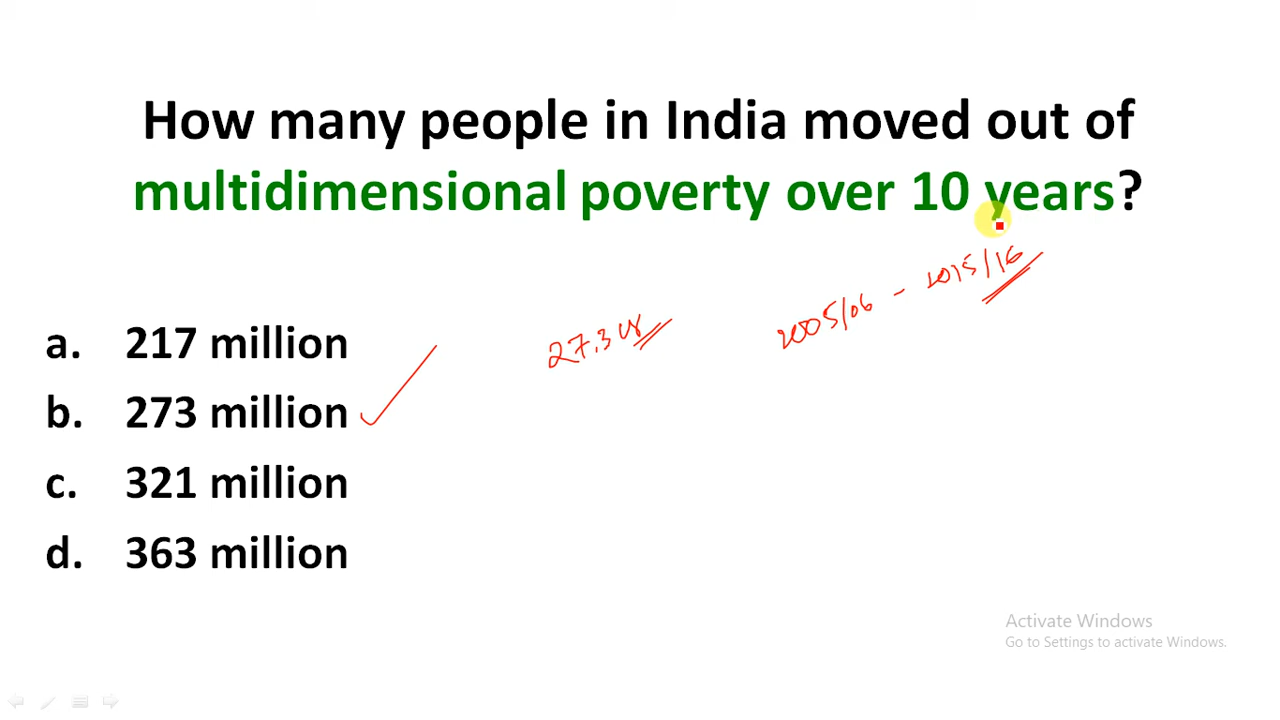 How many people in India moved out of
multidimensional poverty over 10 years?
2005/06 - 2015/16
a. 217 million
27.3 cr
b. 273 million
c. 321 million
d. 363 million
Activate Windows
Go to Settings to activate Windows.